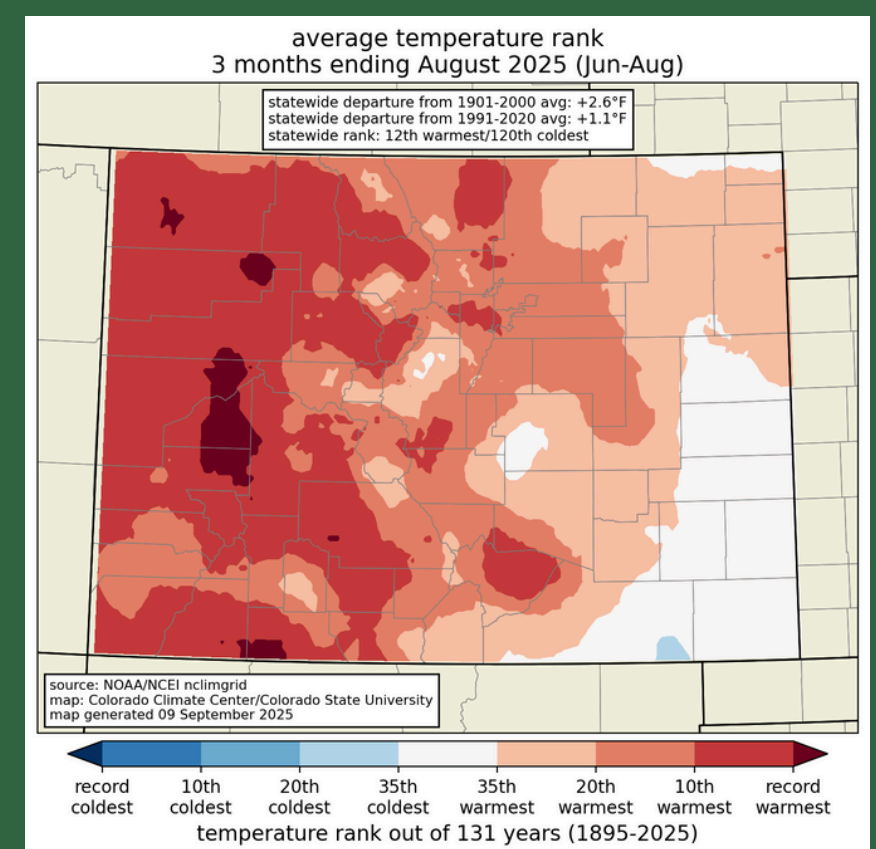 average temperature rank
3 months ending August 2025 (Jun-Aug)
statewide departure from 1901-2000 avg: +2.6°F
statewide departure from 1991-2020 avg: +1.1°F
statewide rank: 12th warmest/120th coldest
source: NOAA/NCEI nclimgrid
map: Colorado Climate Center/Colorado State University
map generated 09 September 2025
record coldest
10th coldest
20th coldest
35th coldest
35th warmest
20th warmest
10th warmest
record warmest
temperature rank out of 131 years (1895-2025)